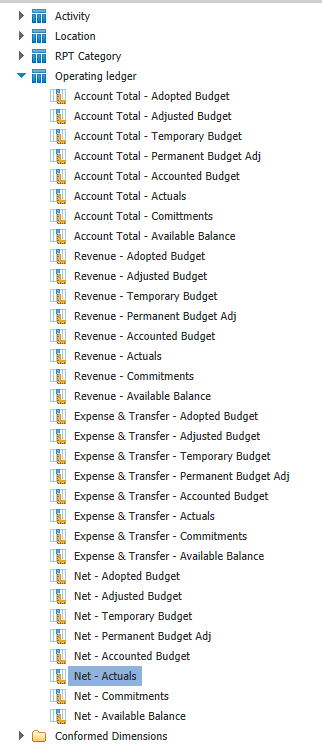 Activity
Location
RPT Category
Operating ledger
Account Total - Adopted Budget
Account Total - Adjusted Budget
Account Total - Temporary Budget
Account Total - Permanent Budget Adj
Account Total - Accounted Budget
Account Total - Actuals
Account Total - Comittments
Account Total - Available Balance
Revenue - Adopted Budget
Revenue - Adjusted Budget
Revenue - Temporary Budget
Revenue - Permanent Budget Adj
Revenue - Accounted Budget
Revenue - Actuals
Revenue - Commitments
Revenue - Available Balance
Expense & Transfer - Adopted Budget
Expense & Transfer - Adjusted Budget
Expense & Transfer - Temporary Budget
Expense & Transfer - Permanent Budget Adj
Expense & Transfer - Accounted Budget
Expense & Transfer - Actuals
Expense & Transfer - Commitments
Expense & Transfer - Available Balance
Net - Adopted Budget
Net - Adjusted Budget
Net - Temporary Budget
Net - Permanent Budget Adj
Net - Accounted Budget
Net - Actuals
Net - Commitments
Net - Available Balance
Conformed Dimensions